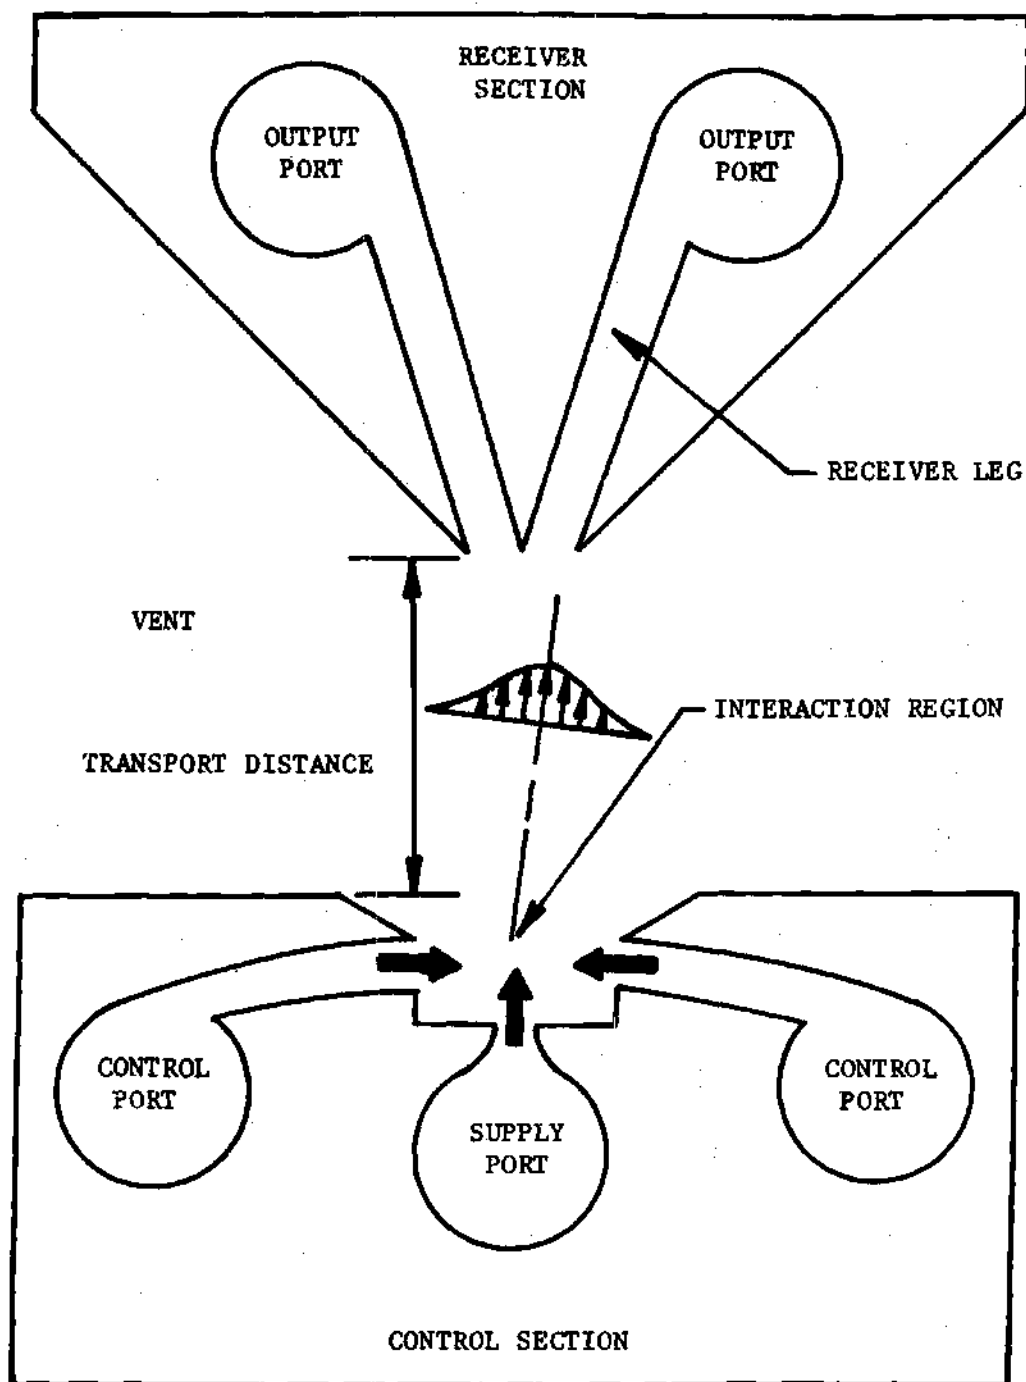 RECEIVER
SECTION
OUTPUT
PORT
OUTPUT
PORT
RECEIVER LEG
VENT
INTERACTION REGION
TRANSPORT DISTANCE
CONTROL
PORT
SUPPLY
PORT
CONTROL
PORT
CONTROL SECTION